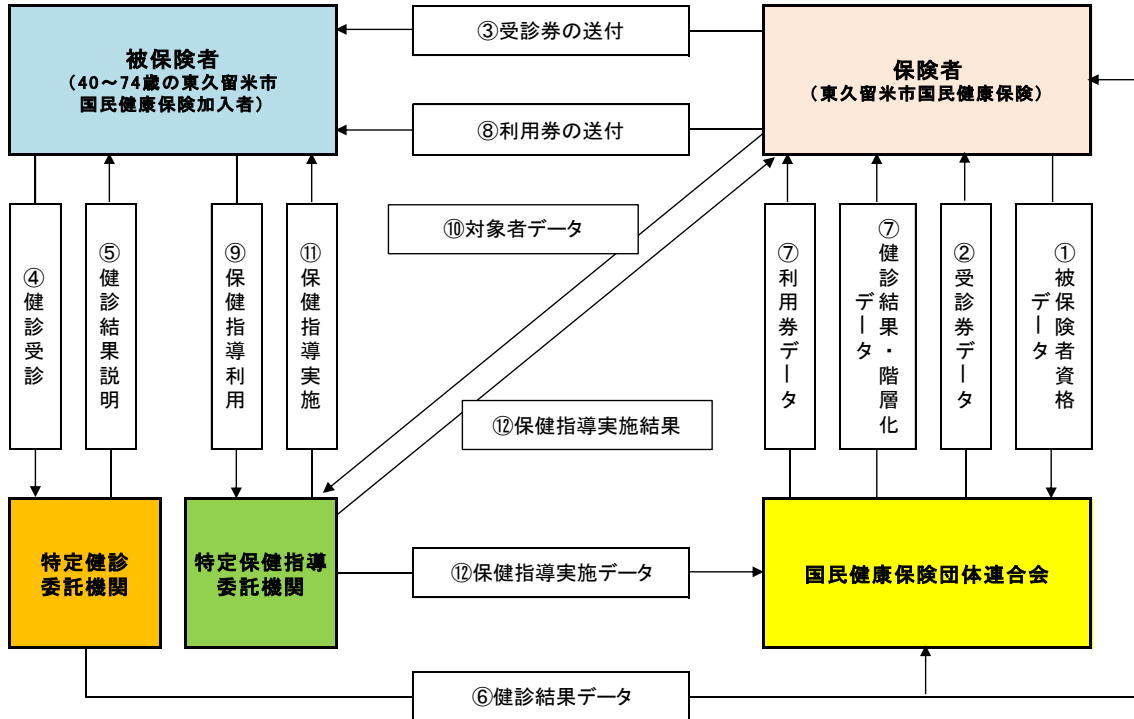 ③受診券の送付
被保険者
(40～74歳の東久留米市
国民健康保険加入者)
保険者
(東久留米市国民健康保険)
⑧利用券の送付
⑩対象者データ
④健診受診
⑤健診結果説明
⑨保健指導利用
⑪保健指導実施
⑦利用券データ
⑦健診結果・階層化
データ
②受診券データ
①被保険者資格
データ
⑫保健指導実施結果
特定健診
委託機関
特定保健指導
委託機関
⑫保健指導実施データ
国民健康保険団体連合会
⑥健診結果データ